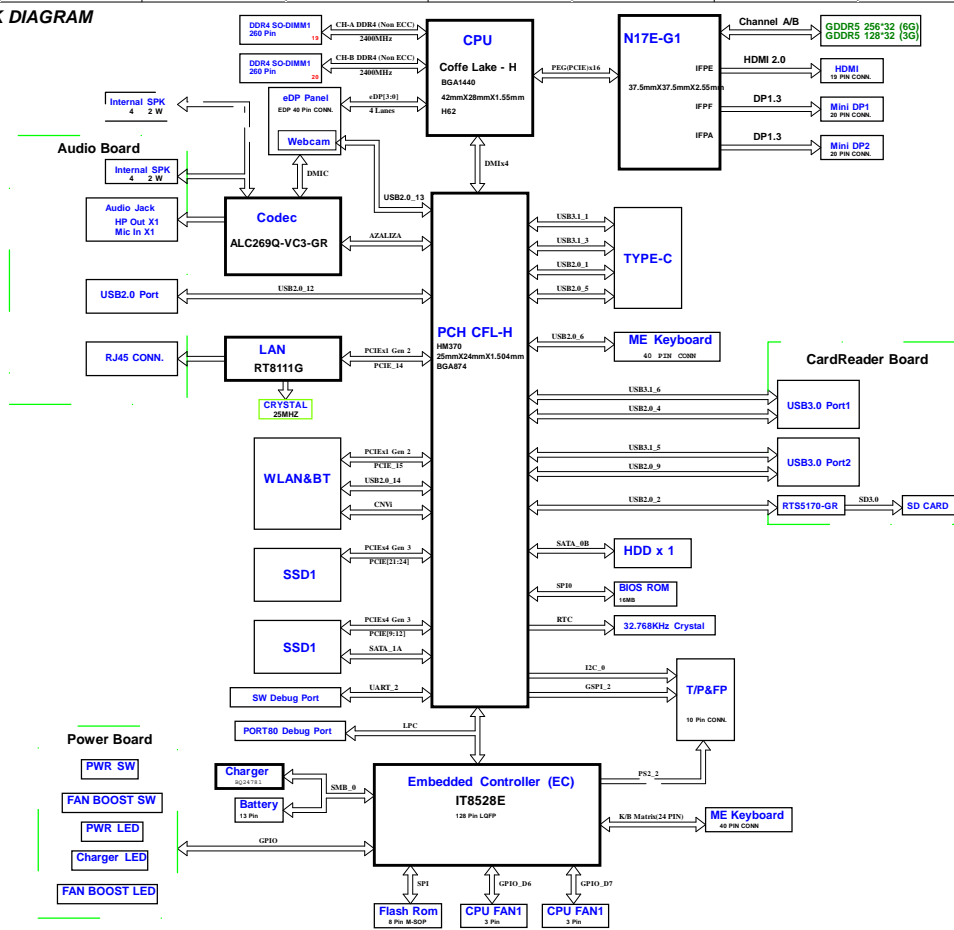 K DIAGRAM
DDR4 SO-DIMM1
260 Pin
19
CH-A DDR4 (Non ECC)
2400MHz
DDR4 SO-DIMM1
260 Pin
20
CH-B DDR4 (Non ECC)
2400MHz
CPU
Coffe Lake - H
BGA1440
42mmX28mmX1.55mm
H62
PEG(PCIE)x16
N17E-G1
37.5mmX37.5mmX2.55mm
IFPE
IFPF
IFPA
Channel A/B
GDDR5 256*32 (6G)
GDDR5 128*32 (3G)
HDMI 2.0
HDMI
19 PIN CONN.
DP1.3
Mini DP1
20 PIN CONN.
DP1.3
Mini DP2
20 PIN CONN.
eDP Panel
EDP 40 Pin CONN.
Webcam
eDP[3:0]
4 Lanes
DMIC
USB2.0_13
DMIx4
Internal SPK
4 2 W
Audio Board
Internal SPK
4 2 W
Audio Jack
HP Out X1
Mic In X1
Codec
ALC269Q-VC3-GR
AZALIZA
USB2.0 Port
USB2.0_12
RJ45 CONN.
LAN
RT8111G
PCIEx1 Gen 2
PCIE_14
CRYSTAL
25MHZ
PCH CFL-H
HM370
25mmX24mmX1.504mm
BGA874
USB3.1_1
USB3.1_3
USB2.0_1
USB2.0_5
TYPE-C
USB2.0_6
ME Keyboard
40 PIN CONN
CardReader Board
USB3.1_6
USB2.0_4
USB3.0 Port1
USB3.1_5
USB2.0_9
USB3.0 Port2
USB2.0_2
RTS5170-GR
SD3.0
SD CARD
WLAN&BT
PCIEx1 Gen 2
PCIE_15
USB2.0_14
CNVi
SSD1
PCIEx4 Gen 3
PCIE[21:24]
SATA_0B
HDD x 1
SPI0
BIOS ROM
16MB
RTC
32.768KHz Crystal
SSD1
PCIEx4 Gen 3
PCIE[9:12]
SATA_1A
I2C_0
GSPI_2
T/P&FP
10 Pin CONN.
SW Debug Port
UART_2
PORT80 Debug Port
LPC
Power Board
PWR SW
FAN BOOST SW
PWR LED
Charger LED
FAN BOOST LED
Charger
BQ24781
Battery
13 Pin
SMB_0
GPIO
Embedded Controller (EC)
IT8528E
128 Pin LQFP
PS2_2
K/B Matrix(24 PIN)
ME Keyboard
40 PIN CONN
SPI
GPIO_D6
GPIO_D7
Flash Rom
8 Pin M-SOP
CPU FAN1
3 Pin
CPU FAN1
3 Pin